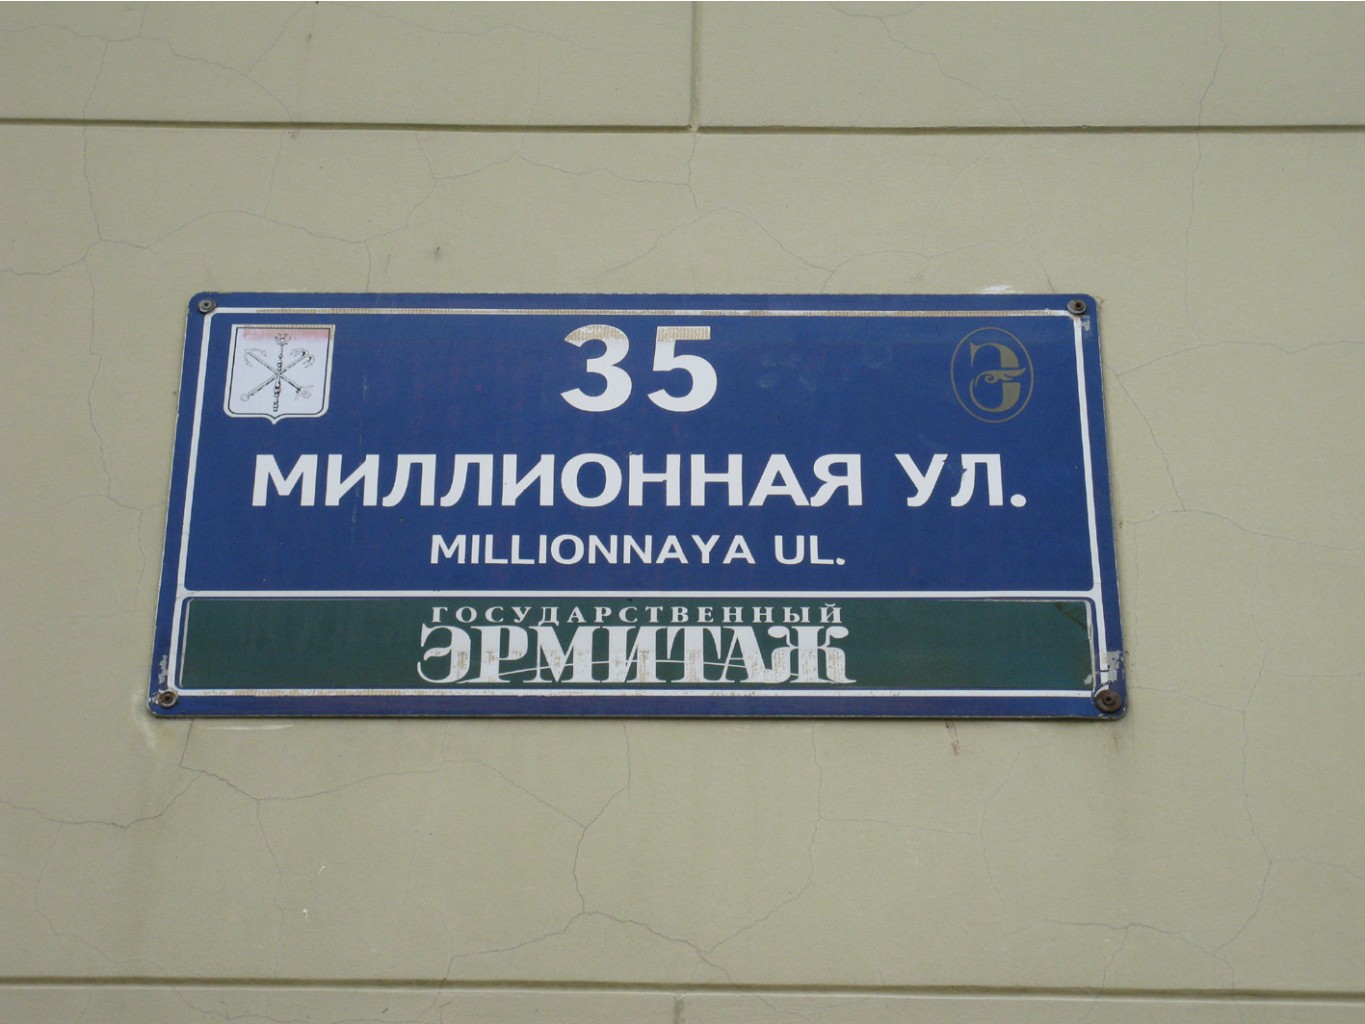 35
МИЛЛИОННАЯ УЛ.
MILLIONNAYA UL.
ГОСУДАРСТВЕННЫЙ
ЭРМИТАЖ